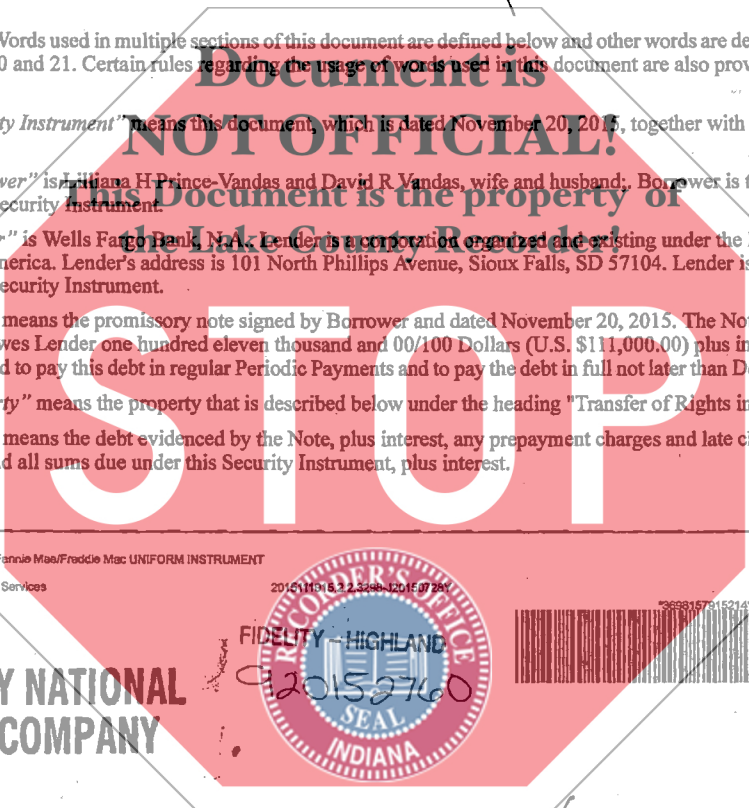 Words used in multiple sections of this document are defined below and other words are de
0 and 21. Certain rules regarding the usage of words used in this document are also prov
Document is
ty Instrument" means this document, which is dated November 20, 2015, together with
NOT OFFICIAL!
wer" is Lilliana H Prince-Vandas and David R Vandas, wife and husband;. Borrower is t
This Document is the property of
ecurity Instrument.
r" is Wells Fargo Bank, N.A.. Lender is a corporation organized and existing under the
the Lake County Recorder!
merica. Lender's address is 101 North Phillips Avenue, Sioux Falls, SD 57104. Lender is
ecurity Instrument.
means the promissory note signed by Borrower and dated November 20, 2015. The No
wes Lender one hundred eleven thousand and 00/100 Dollars (U.S. $111,000.00) plus in
d to pay this debt in regular Periodic Payments and to pay the debt in full not later than D
rty" means the property that is described below under the heading "Transfer of Rights in
means the debt evidenced by the Note, plus interest, any prepayment charges and late c
d all sums due under this Security Instrument, plus interest.
STOP
Fannie Mae/Freddie Mac UNIFORM INSTRUMENT
Services
RECORDER'S OFFICE
FIDELITY - HIGHLAND
920152760
SEAL
INDIANA
Y NATIONAL
COMPANY